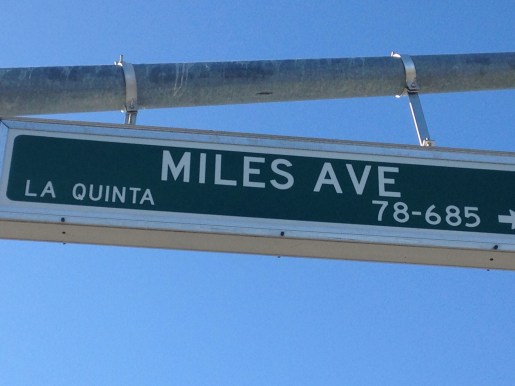 MILES AVE
LA QUINTA
78-685 →